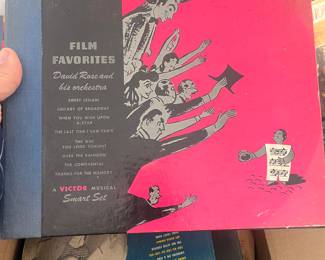 FILM
FAVORITES
David Rose and
his orchestra
SWEET LEILANI
LULLABY OF BROADWAY
WHEN YOU WISH UPON
A STAR
THE LAST TIME I SAW PARIS
THE WAY
YOU LOOK TONIGHT
OVER THE RAINBOW
THE CONTINENTAL
THANKS FOR THE MEMORY
A VICTOR MUSICAL
Smart Set